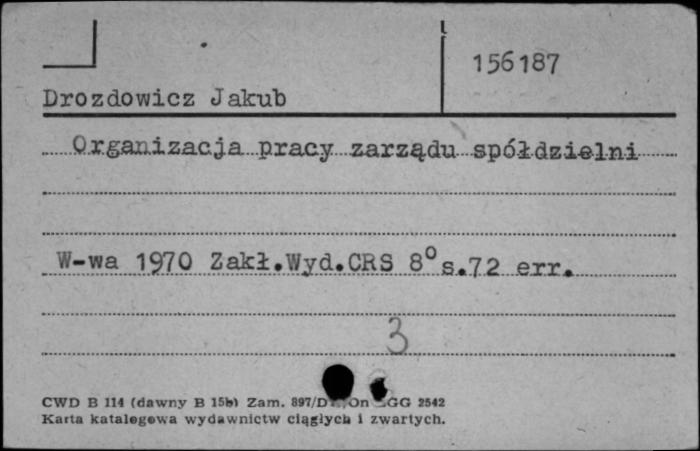 156187
Drozdowicz Jakub
Organizacja pracy zarządu spółdzielni
W-wa 1970 Zakł.Wyd.CRS 8° s.72 err.
3
CWD B 114 (dawny B 15b) Zam. GG 2542
Karta katalogowa wydawnictw ciągłych i zwartych.